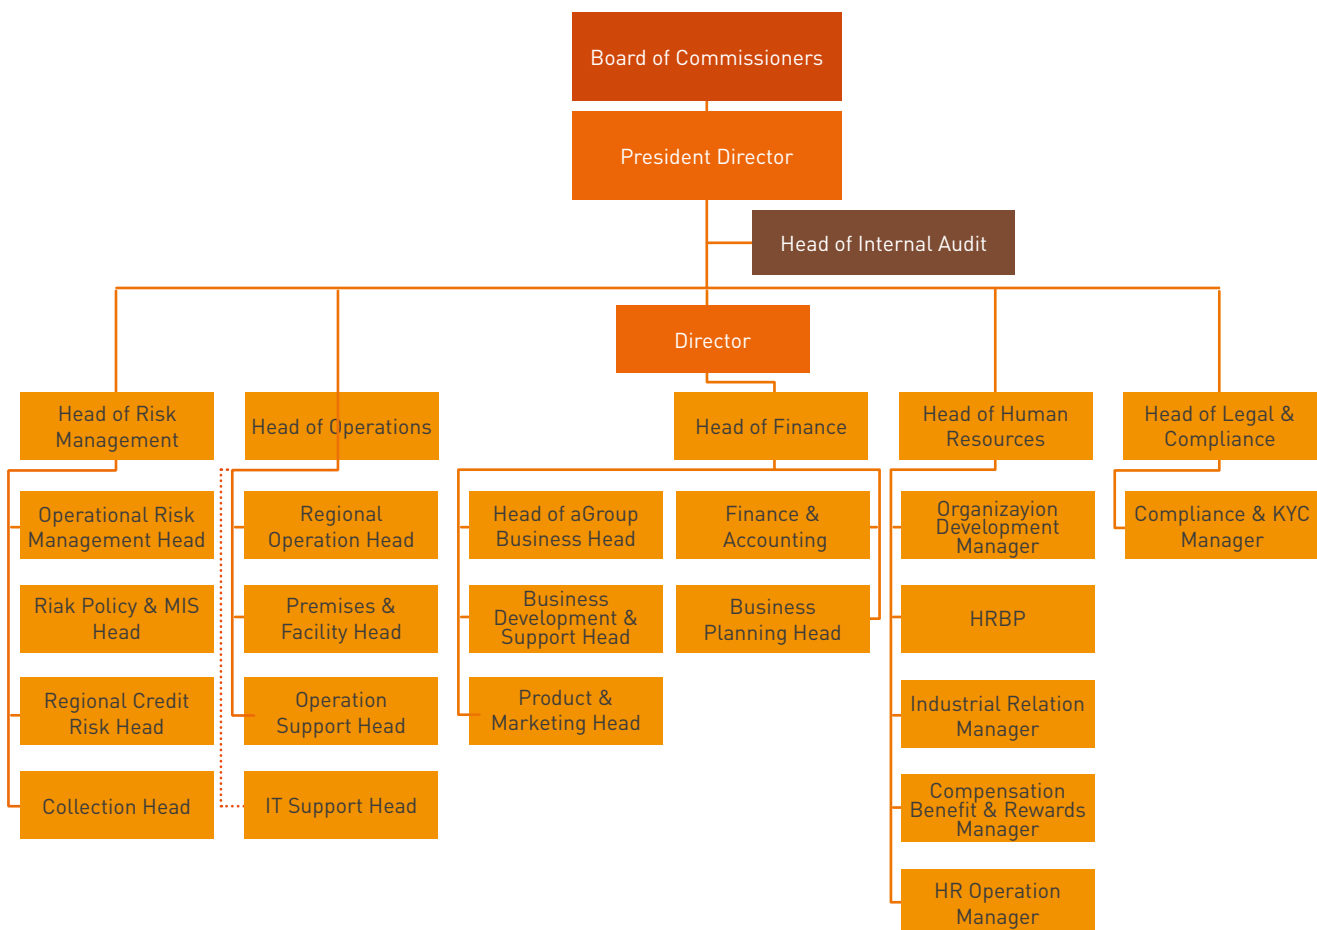 Board of Commissioners
President Director
Head of Internal Audit
Director
Head of Risk
Management
Head of Operations
Head of Finance
Head of Human
Resources
Head of Legal &
Compliance
Operational Risk
Management Head
Riak Policy & MIS
Head
Regional Credit
Risk Head
Collection Head
Regional
Operation Head
Premises &
Facility Head
Operation
Support Head
IT Support Head
Head of aGroup
Business Head
Business
Development &
Support Head
Product &
Marketing Head
Finance &
Accounting
Business
Planning Head
Organizayion
Development
Manager
HRBP
Industrial Relation
Manager
Compensation
Benefit & Rewards
Manager
HR Operation
Manager
Compliance & KYC
Manager